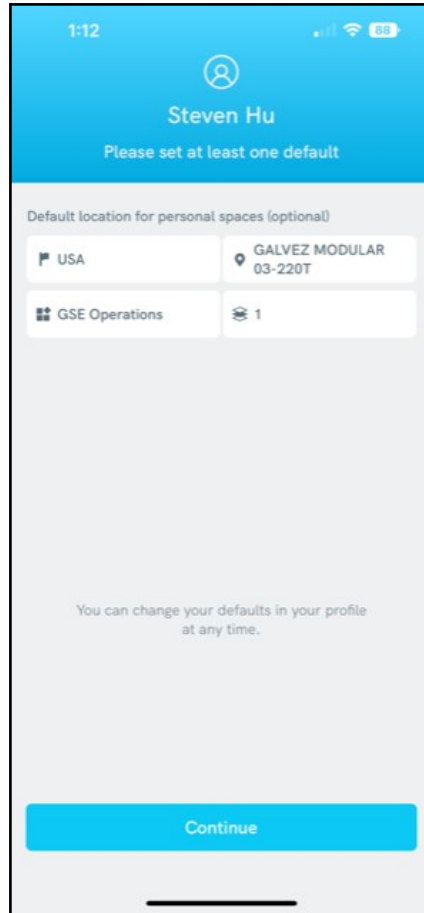 1:12
88
Steven Hu
Please set at least one default
Default location for personal spaces (optional)
USA
GALVEZ MODULAR
03-220T
GSE Operations
1
You can change your defaults in your profile
at any time.
Continue